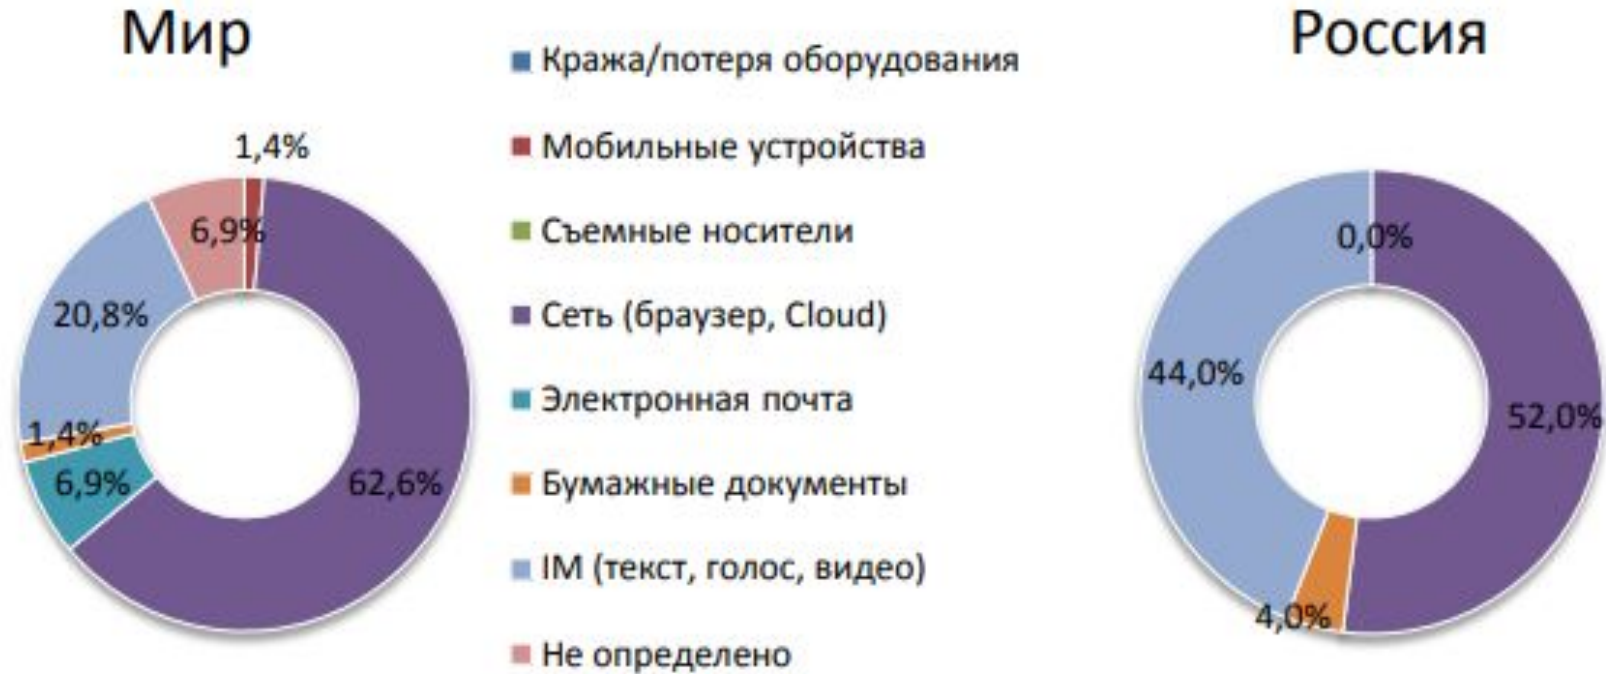 Мир
1,4%
6,9%
20,8%
1,4%
6,9%
62,6%
Кража/потеря оборудования
Мобильные устройства
Съемные носители
Сеть (браузер, Cloud)
Электронная почта
Бумажные документы
IM (текст, голос, видео)
Не определено
Россия
0,0%
44,0%
52,0%
4,0%